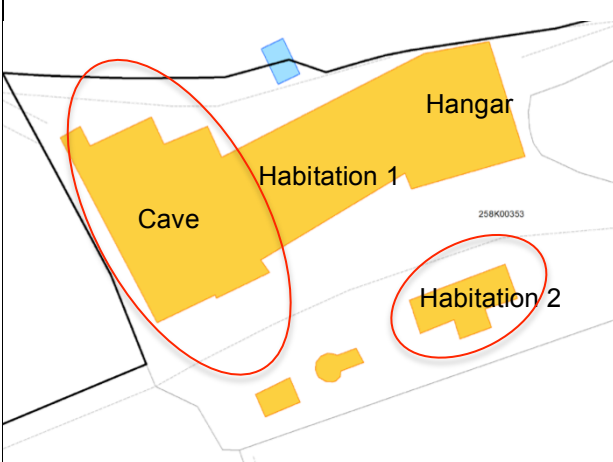 Hangar
Habitation 1
Cave
258K00353
Habitation 2